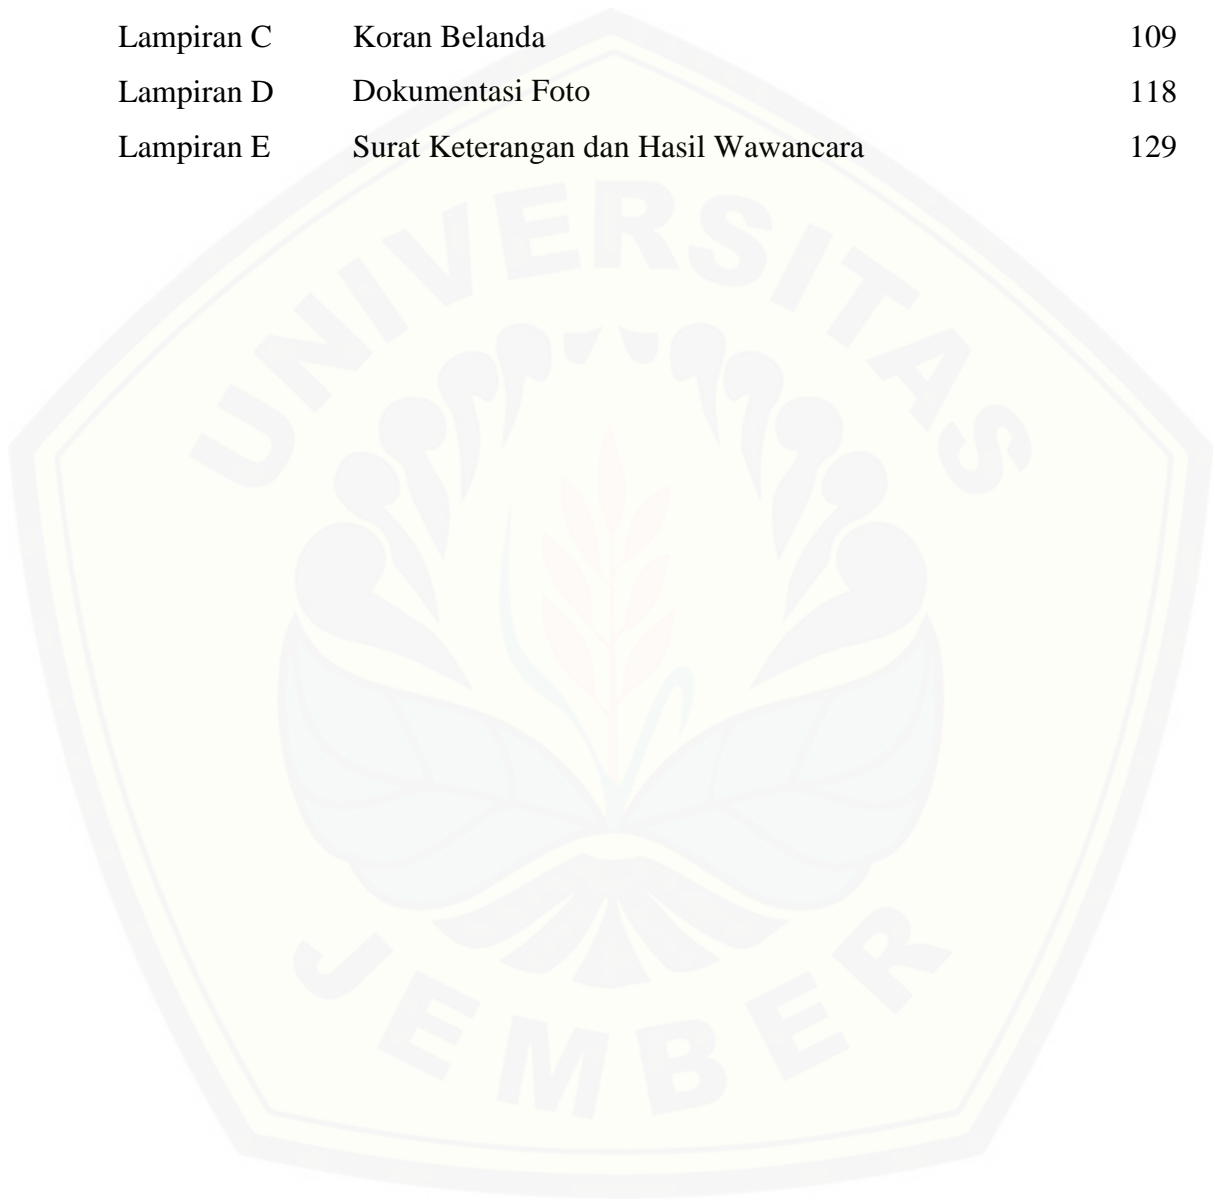 Lampiran C Koran Belanda 109
Lampiran D Dokumentasi Foto 118
Lampiran E Surat Keterangan dan Hasil Wawancara 129
UNIVERSITAS
JEMBER